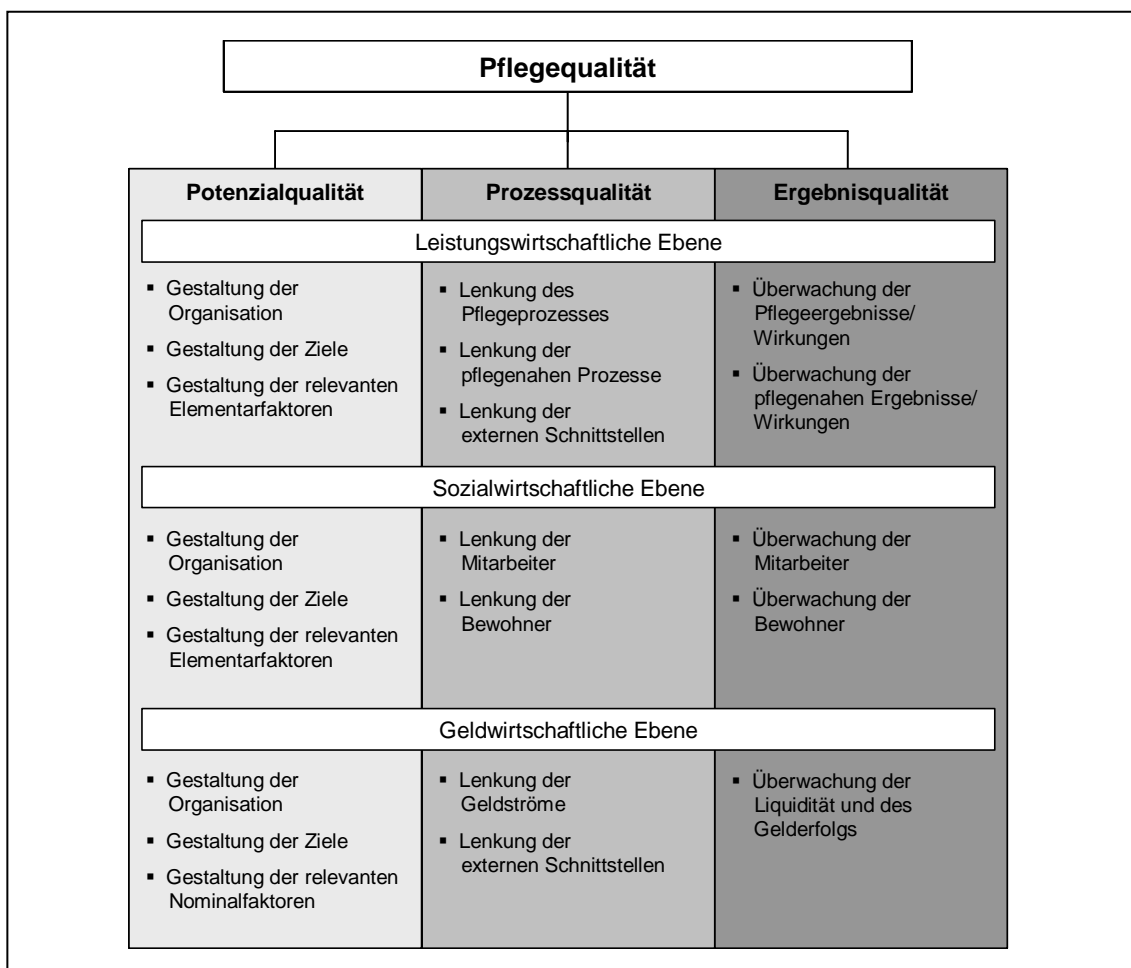 Pflegequalität
Potenzialqualität
Prozessqualität
Ergebnisqualität
Leistungswirtschaftliche Ebene
▪ Gestaltung der
Organisation
▪ Gestaltung der Ziele
▪ Gestaltung der relevanten
Elementarfaktoren
▪ Lenkung des
Pflegeprozesses
▪ Lenkung der
pflegenahen Prozesse
▪ Lenkung der
externen Schnittstellen
▪ Überwachung der
Pflegeergebnisse/
Wirkungen
▪ Überwachung der
pflegenahen Ergebnisse/
Wirkungen
Sozialwirtschaftliche Ebene
▪ Gestaltung der
Organisation
▪ Gestaltung der Ziele
▪ Gestaltung der relevanten
Elementarfaktoren
▪ Lenkung der
Mitarbeiter
▪ Lenkung der
Bewohner
▪ Überwachung der
Mitarbeiter
▪ Überwachung der
Bewohner
Geldwirtschaftliche Ebene
▪ Gestaltung der
Organisation
▪ Gestaltung der Ziele
▪ Gestaltung der relevanten
Nominalfaktoren
▪ Lenkung der
Geldströme
▪ Lenkung der
externen Schnittstellen
▪ Überwachung der
Liquidität und des
Gelderfolgs